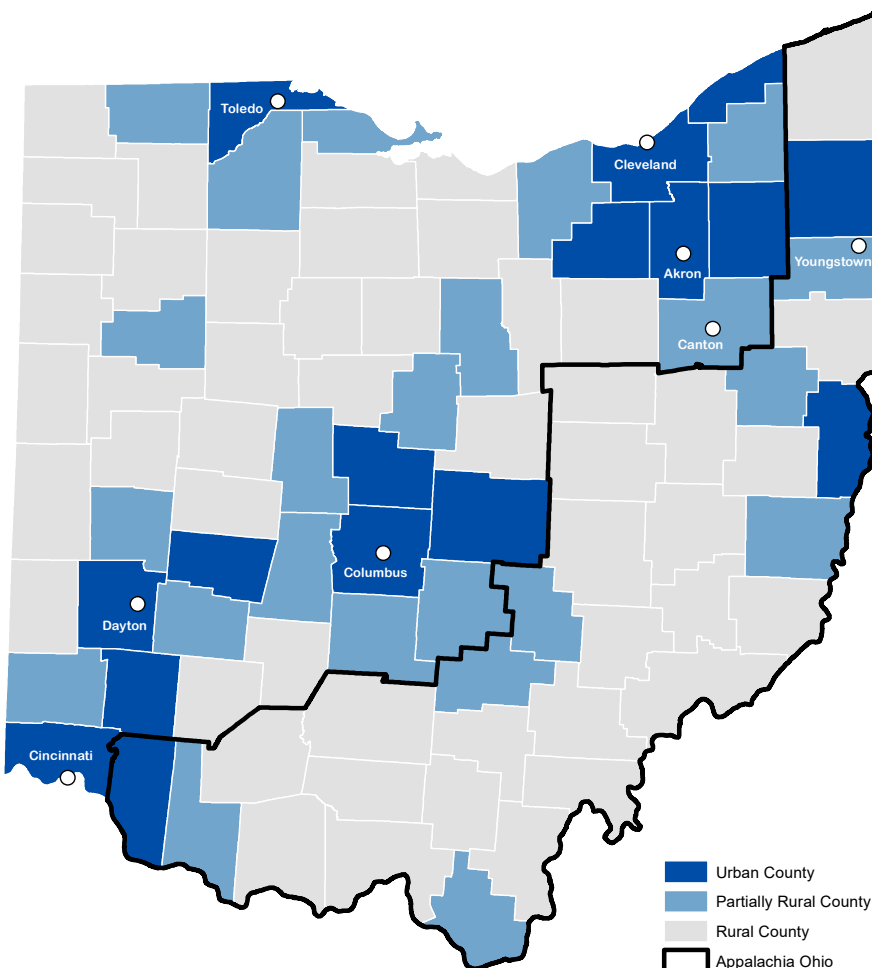 Toledo
Cleveland
Akron
Youngstown
Canton
Columbus
Dayton
Cincinnati
Urban County
Partially Rural County
Rural County
Appalachia Ohio